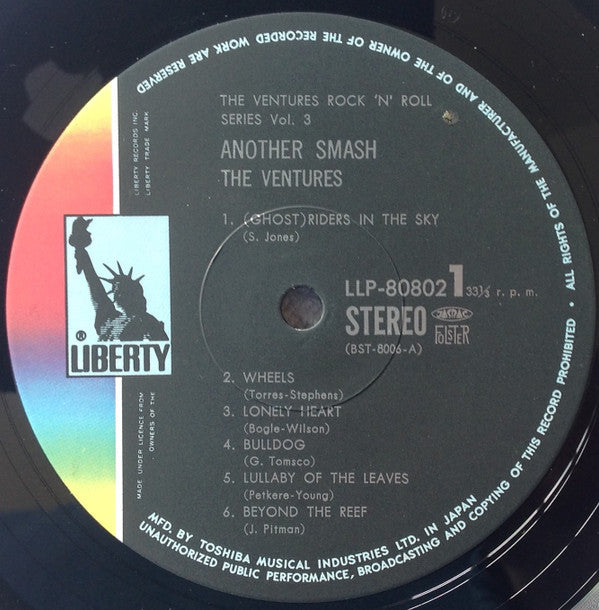 THE VENTURES ROCK 'N' ROLL
SERIES Vol. 3
ANOTHER SMASH
THE VENTURES
1. (GHOST)RIDERS IN THE SKY
(S. Jones)
LLP-80802 1 33⅓ r. p. m.
STEREO JASRAC
(BST-8006-A) POLSTER
® LIBERTY
2. WHEELS
(Torres-Stephens)
3. LONELY HEART
(Bogle-Wilson)
4. BULLDOG
(G. Tomsco)
5. LULLABY OF THE LEAVES
(Petkere-Young)
6. BEYOND THE REEF
(J. Pitman)
LIBERTY RECORDS INC.
LIBERTY TRADE MARK
MADE UNDER LICENCE FROM
OWNERS OF THE
MFD. BY TOSHIBA MUSICAL INDUSTRIES LTD. IN JAPAN
UNAUTHORIZED PUBLIC PERFORMANCE, BROADCASTING AND COPYING OF THIS RECORD PROHIBITED • ALL RIGHTS OF THE MANUFACTURER AND OF THE OWNER OF THE RECORDED WORK ARE RESERVED